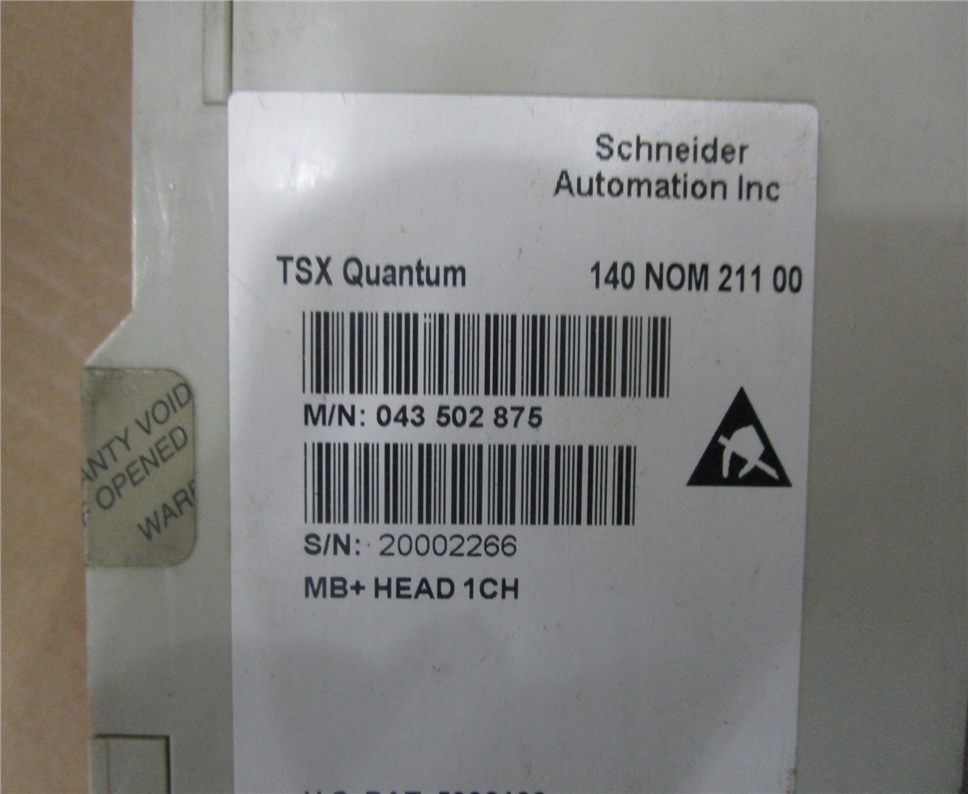 Schneider
Automation Inc
TSX Quantum 140 NOM 211 00
M/N: 043 502 875
S/N: 20002266
MB+ HEAD 1CH
ANTY VOID
OPENED
WARR